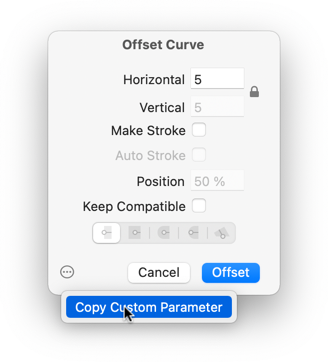 Offset Curve
Horizontal 5
Vertical 5
Make Stroke
Auto Stroke
Position 50 %
Keep Compatible
Cancel Offset
Copy Custom Parameter